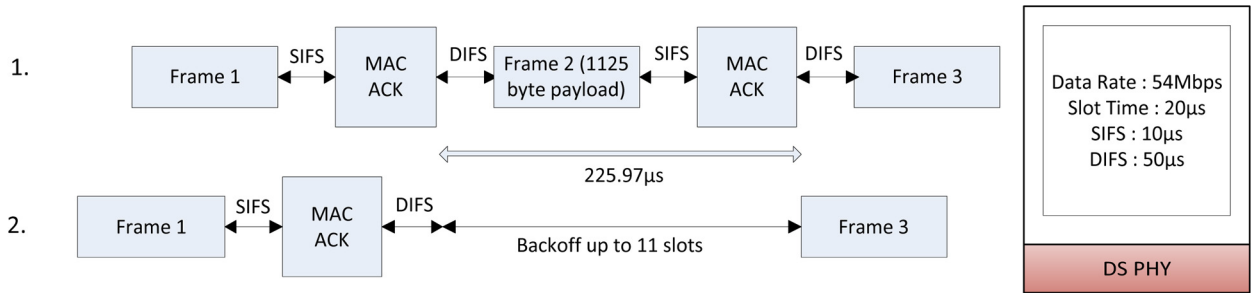 1.
Frame 1
SIFS
MAC
ACK
DIFS
Frame 2 (1125
byte payload)
SIFS
MAC
ACK
DIFS
Frame 3
225.97µs
2.
Frame 1
SIFS
MAC
ACK
DIFS
Backoff up to 11 slots
Frame 3
Data Rate : 54Mbps
Slot Time : 20µs
SIFS : 10µs
DIFS : 50µs
DS PHY